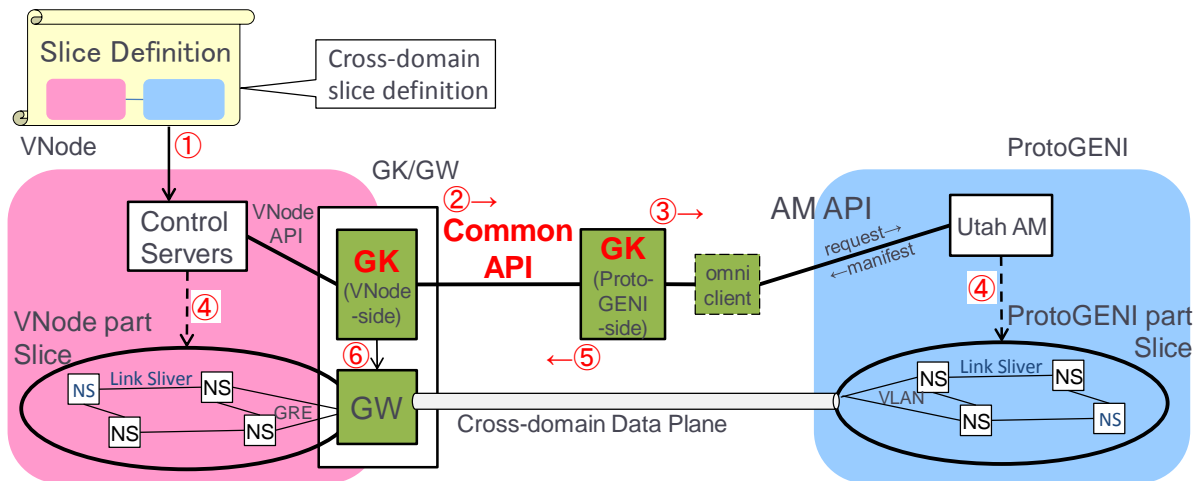 Slice Definition
Cross-domain
slice definition
VNode
①
GK/GW
ProtoGENI
Control
Servers
VNode
API
②→
Common
API
③→
AM API
request→
←manifest
Utah AM
GK
(VNode
-side)
GK
(Proto-
GENI
-side)
omni
client
④
④
VNode part
Slice
⑥
←⑤
ProtoGENI part
Slice
NS
Link Sliver
NS
NS
NS
GRE
GW
Cross-domain Data Plane
VLAN
NS
Link Sliver
NS
NS
NS